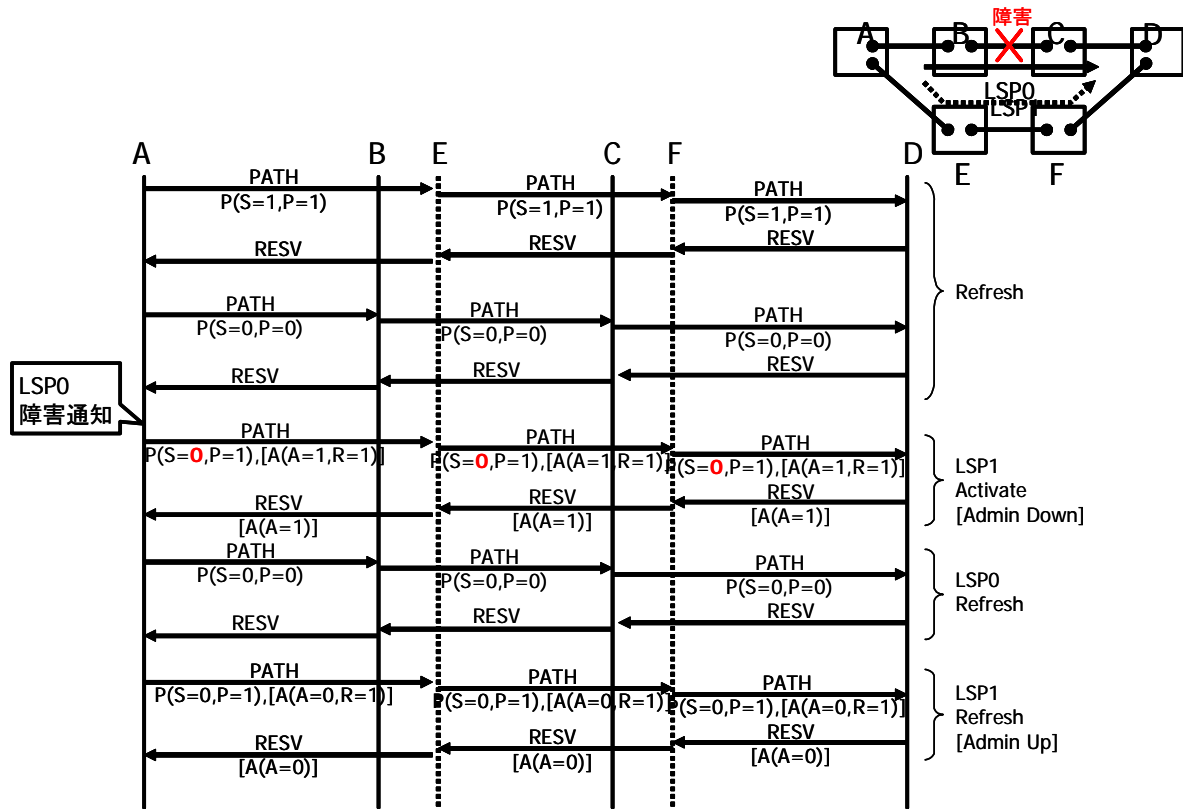 障害
A B C D
LSP0
LSP1
E F
A B E C F D
PATH PATH PATH
P(S=1,P=1) P(S=1,P=1) P(S=1,P=1)
RESV RESV RESV
Refresh
PATH PATH PATH
P(S=0,P=0) P(S=0,P=0) P(S=0,P=0)
RESV RESV RESV
LSP0
障害通知
PATH PATH PATH
P(S=0,P=1),[A(A=1,R=1)] P(S=0,P=1),[A(A=1,R=1)] P(S=0,P=1),[A(A=1,R=1)]
RESV RESV RESV
[A(A=1)] [A(A=1)] [A(A=1)]
LSP1
Activate
[Admin Down]
PATH PATH PATH
P(S=0,P=0) P(S=0,P=0) P(S=0,P=0)
RESV RESV RESV
LSP0
Refresh
PATH PATH PATH
P(S=0,P=1),[A(A=0,R=1)] P(S=0,P=1),[A(A=0,R=1)] P(S=0,P=1),[A(A=0,R=1)]
RESV RESV RESV
[A(A=0)] [A(A=0)] [A(A=0)]
LSP1
Refresh
[Admin Up]